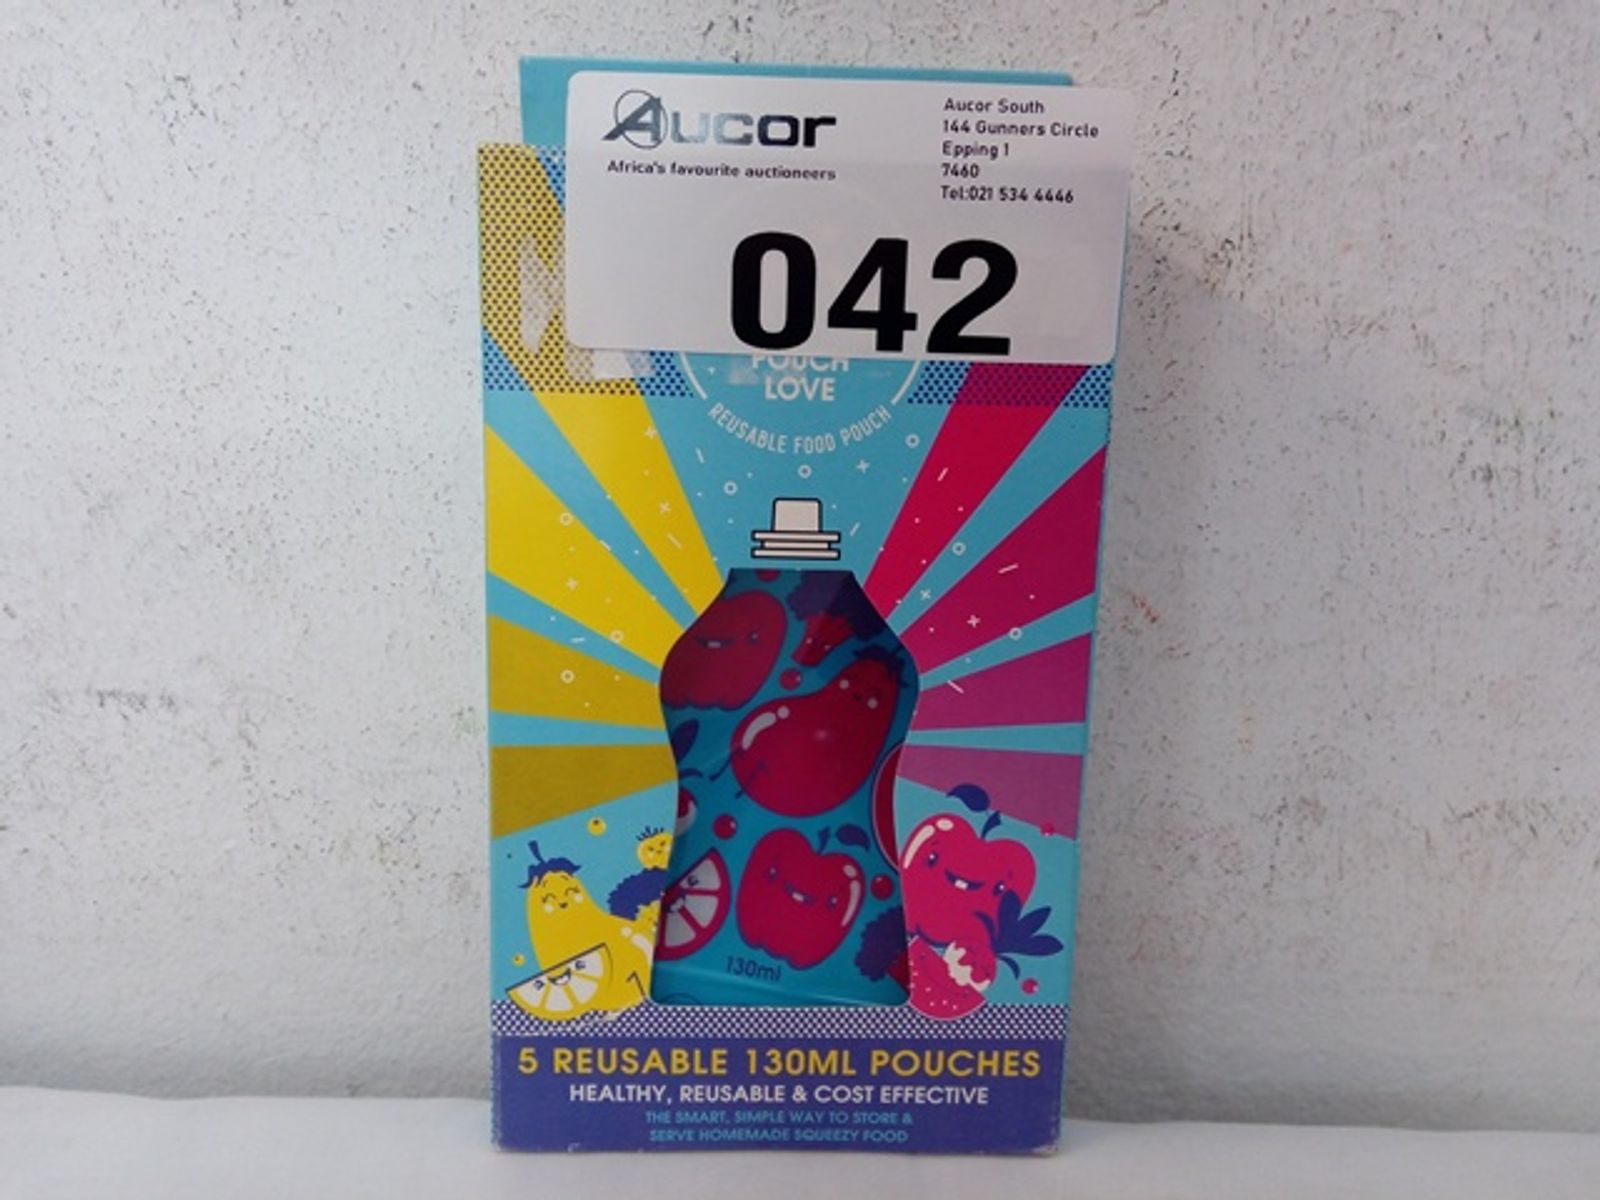 Aucor
Africa's favourite auctioneers
Aucor South
144 Gunners Circle
Epping 1
7460
Tel:021 534 4446
042
POUCH
LOVE
REUSABLE FOOD POUCH
130ml
5 REUSABLE 130ML POUCHES
HEALTHY, REUSABLE & COST EFFECTIVE
THE SMART, SIMPLE WAY TO STORE &
SERVE HOMEMADE SQUEEZY FOOD